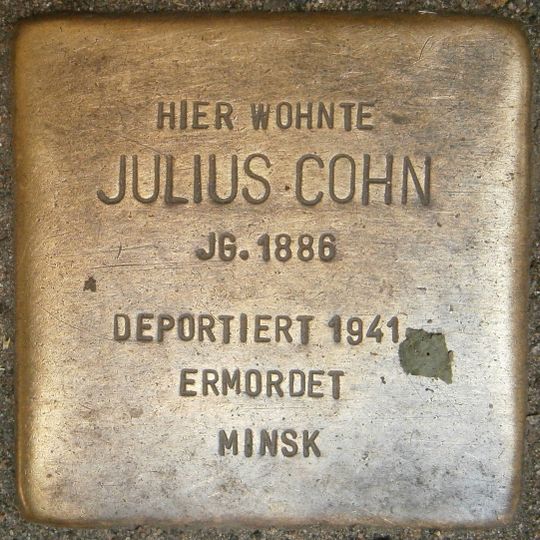 HIER WOHNTE
JULIUS COHN
JG. 1886
DEPORTIERT 1941
ERMORDET
MINSK